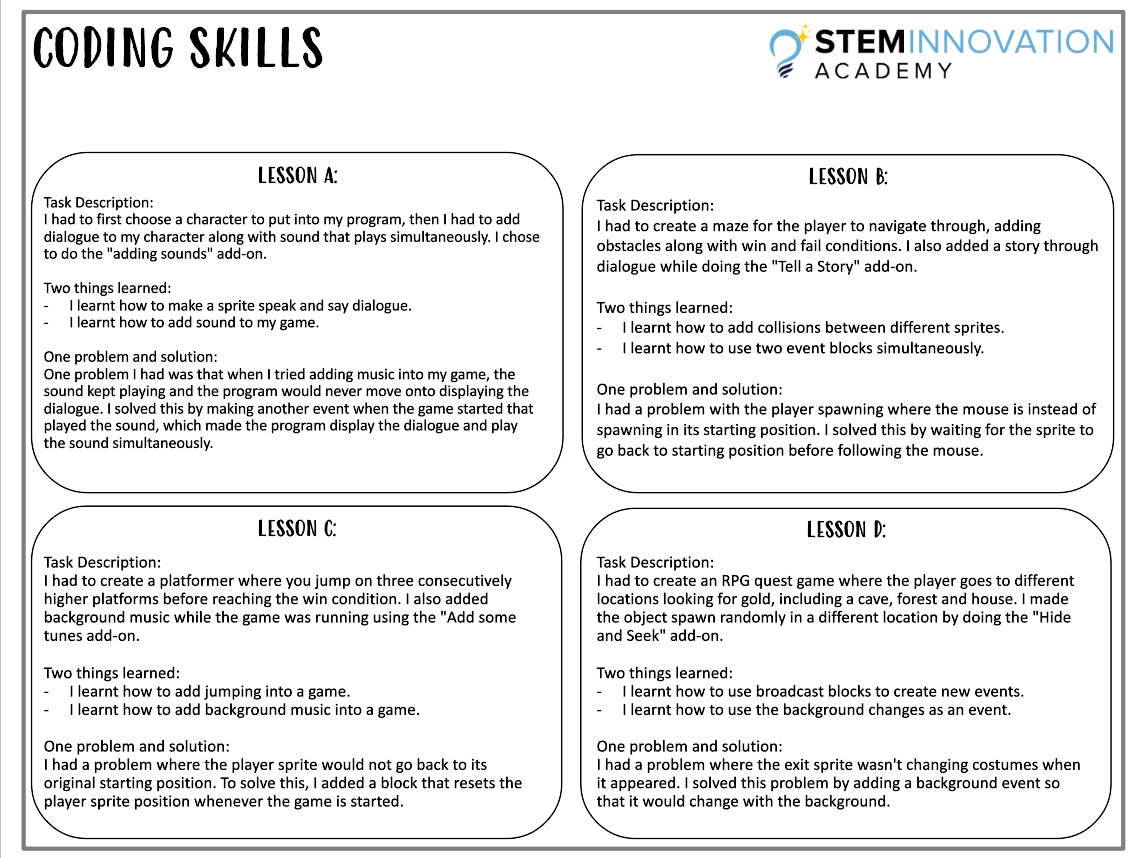 CODING SKILLS
STEMINNOVATION
ACADEMY
LESSON A:
Task Description:
I had to first choose a character to put into my program, then I had to add
dialogue to my character along with sound that plays simultaneously. I chose
to do the "adding sounds" add-on.
Two things learned:
- I learnt how to make a sprite speak and say dialogue.
- I learnt how to add sound to my game.
One problem and solution:
One problem I had was that when I tried adding music into my game, the
sound kept playing and the program would never move onto displaying the
dialogue. I solved this by making another event when the game started that
played the sound, which made the program display the dialogue and play
the sound simultaneously.
LESSON B:
Task Description:
I had to create a maze for the player to navigate through, adding
obstacles along with win and fail conditions. I also added a story through
dialogue while doing the "Tell a Story" add-on.
Two things learned:
- I learnt how to add collisions between different sprites.
- I learnt how to use two event blocks simultaneously.
One problem and solution:
I had a problem with the player spawning where the mouse is instead of
spawning in its starting position. I solved this by waiting for the sprite to
go back to starting position before following the mouse.
LESSON C:
Task Description:
I had to create a platformer where you jump on three consecutively
higher platforms before reaching the win condition. I also added
background music while the game was running using the "Add some
tunes add-on.
Two things learned:
- I learnt how to add jumping into a game.
- I learnt how to add background music into a game.
One problem and solution:
I had a problem where the player sprite would not go back to its
original starting position. To solve this, I added a block that resets the
player sprite position whenever the game is started.
LESSON D:
Task Description:
I had to create an RPG quest game where the player goes to different
locations looking for gold, including a cave, forest and house. I made
the object spawn randomly in a different location by doing the "Hide
and Seek" add-on.
Two things learned:
- I learnt how to use broadcast blocks to create new events.
- I learnt how to use the background changes as an event.
One problem and solution:
I had a problem where the exit sprite wasn't changing costumes when
it appeared. I solved this problem by adding a background event so
that it would change with the background.